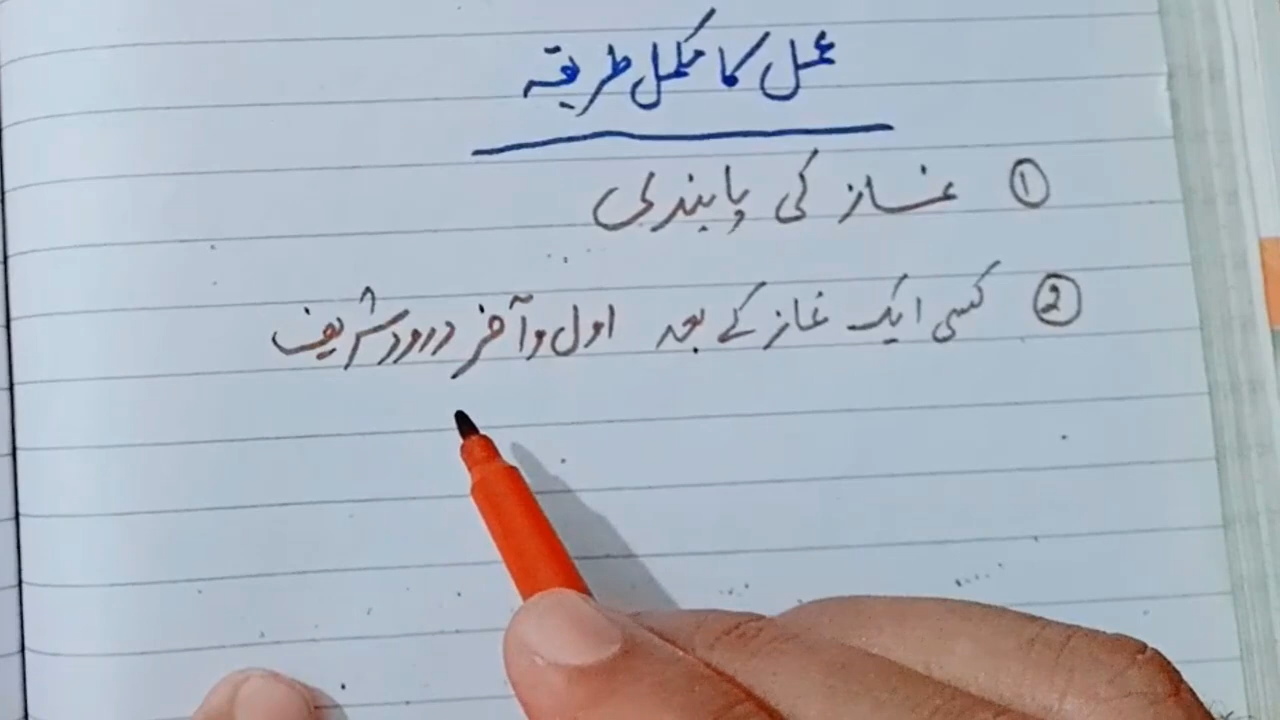 عمل کا مکمل طریقہ
① نماز کی پابندی
② کسی ایک نماز کے بعد اول و آخر درود شریف